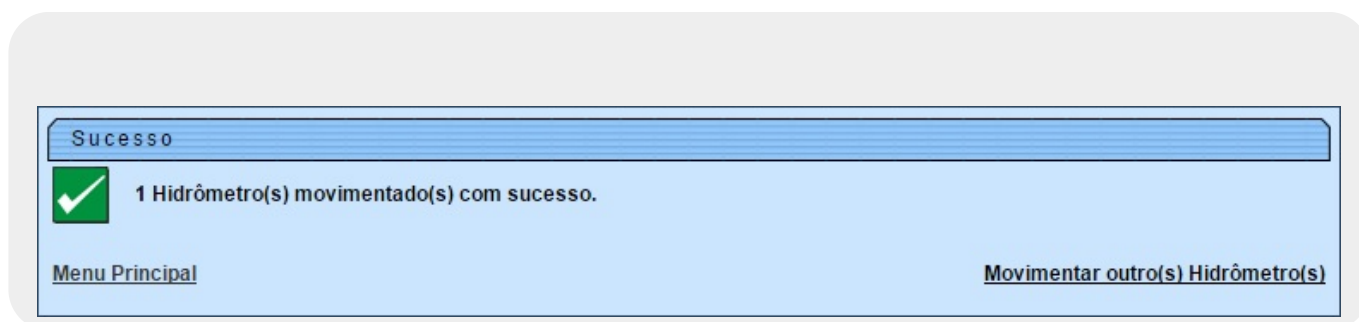 Sucesso
1 Hidrômetro(s) movimentado(s) com sucesso.
Menu Principal
Movimentar outro(s) Hidrômetro(s)